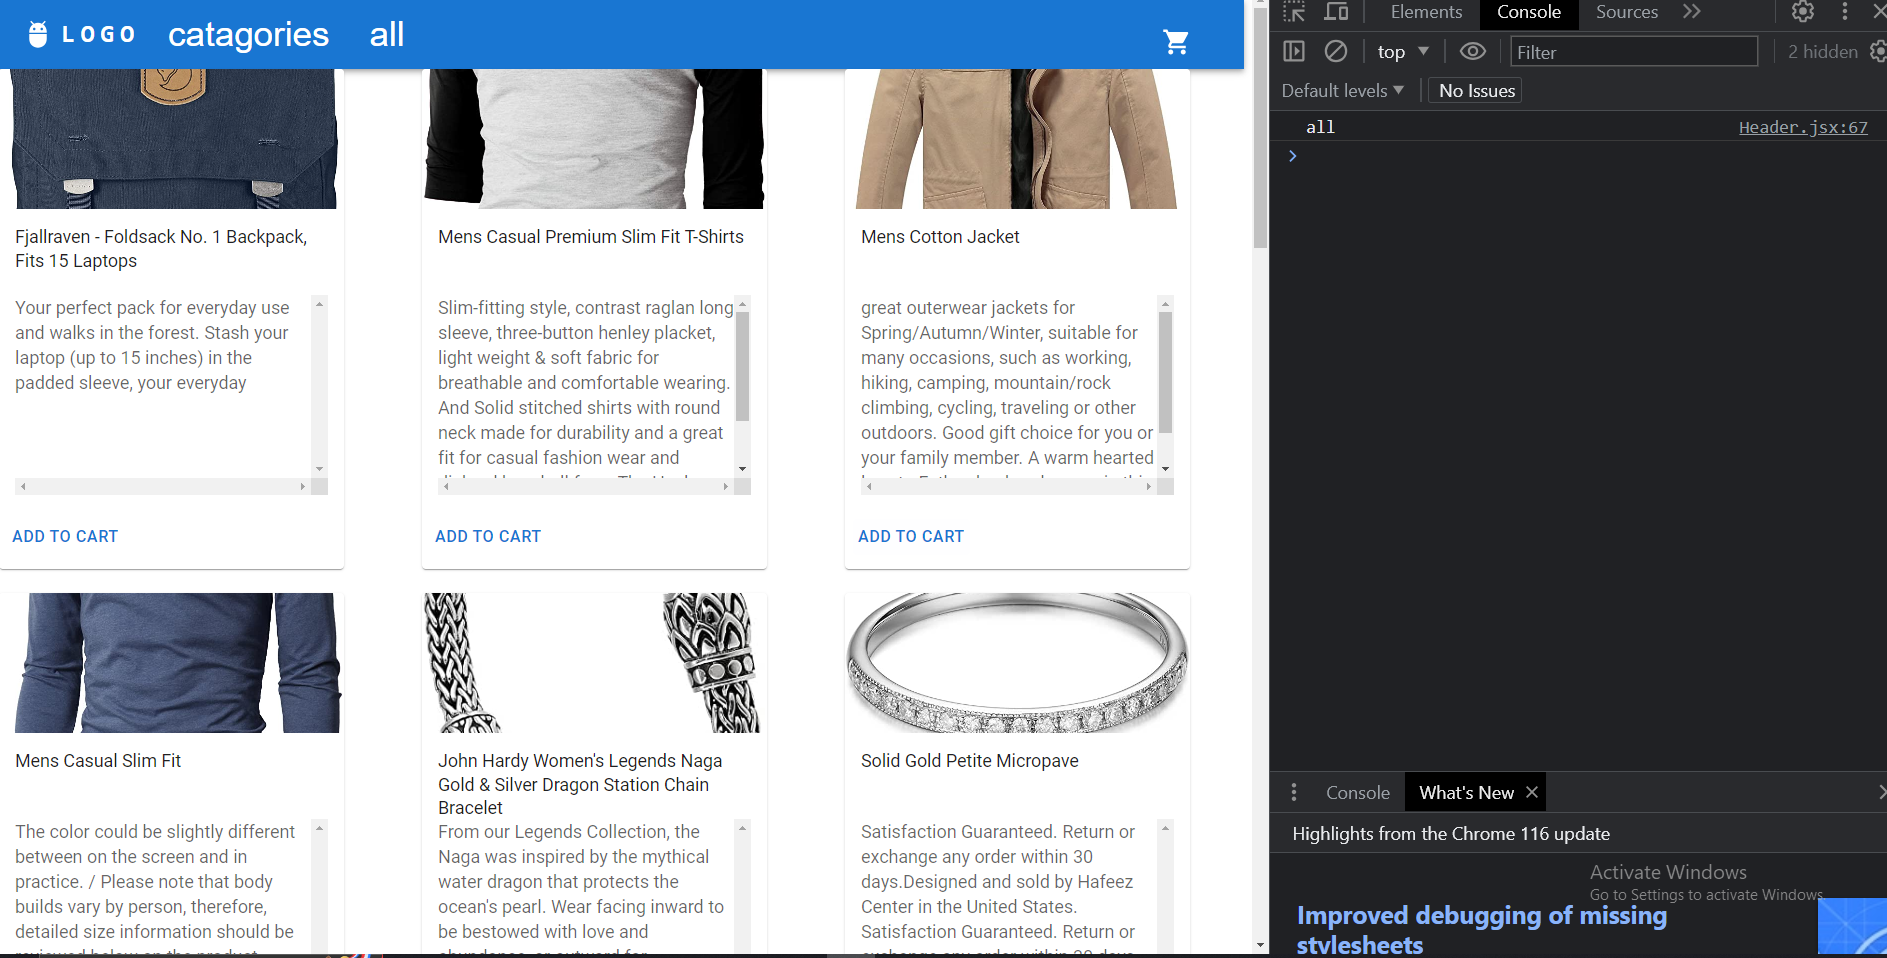 LOGO catagories all
Fjallraven - Foldsack No. 1 Backpack,
Fits 15 Laptops
Your perfect pack for everyday use
and walks in the forest. Stash your
laptop (up to 15 inches) in the
padded sleeve, your everyday
ADD TO CART
Mens Casual Premium Slim Fit T-Shirts
Slim-fitting style, contrast raglan long
sleeve, three-button henley placket,
light weight & soft fabric for
breathable and comfortable wearing.
And Solid stitched shirts with round
neck made for durability and a great
fit for casual fashion wear and
ADD TO CART
Mens Cotton Jacket
great outerwear jackets for
Spring/Autumn/Winter, suitable for
many occasions, such as working,
hiking, camping, mountain/rock
climbing, cycling, traveling or other
outdoors. Good gift choice for you or
your family member. A warm hearted
ADD TO CART
Mens Casual Slim Fit
The color could be slightly different
between on the screen and in
practice. / Please note that body
builds vary by person, therefore,
detailed size information should be
John Hardy Women's Legends Naga
Gold & Silver Dragon Station Chain
Bracelet
From our Legends Collection, the
Naga was inspired by the mythical
water dragon that protects the
ocean's pearl. Wear facing inward to
be bestowed with love and
Solid Gold Petite Micropave
Satisfaction Guaranteed. Return or
exchange any order within 30
days.Designed and sold by Hafeez
Center in the United States.
Satisfaction Guaranteed. Return or
exchange any order within 30 days
Elements Console Sources
top Filter 2 hidden
Default levels No Issues
all Header.jsx:67
Console What's New
Highlights from the Chrome 116 update
Activate Windows
Go to Settings to activate Windows.
Improved debugging of missing
stylesheets